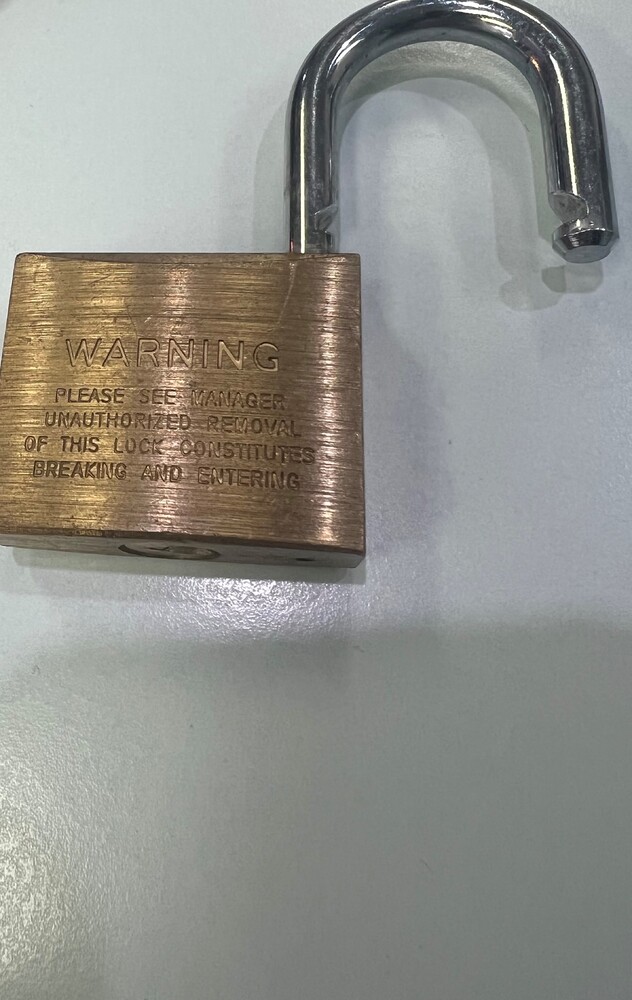 WARNING
PLEASE SEE MANAGER
UNAUTHORIZED REMOVAL
OF THIS LOCK CONSTITUTES
BREAKING AND ENTERING